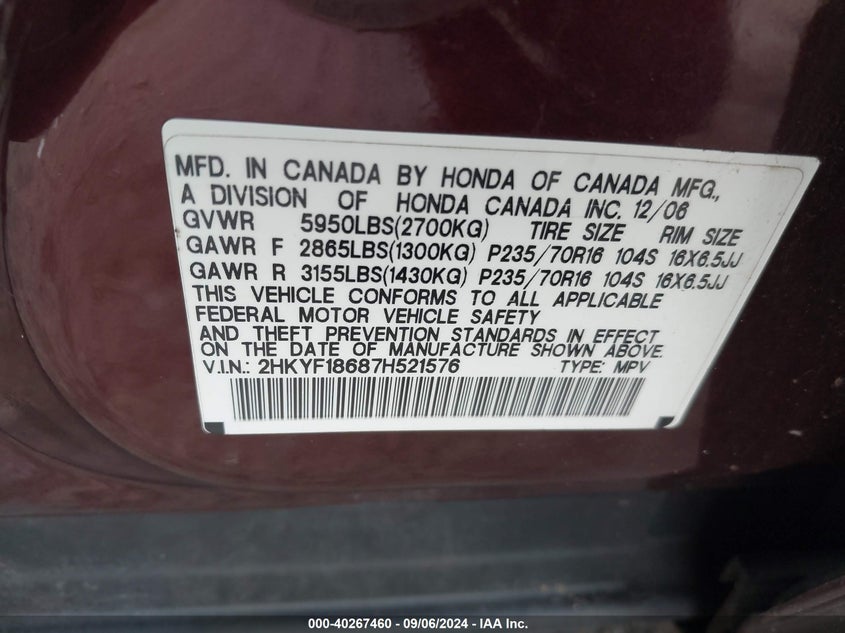 MFD. IN CANADA BY HONDA OF CANADA MFG.,
A DIVISION OF HONDA CANADA INC. 12/06
GVWR 5950LBS(2700KG) TIRE SIZE RIM SIZE
GAWR F 2865LBS(1300KG) P235/70R16 104S 16X6.5JJ
GAWR R 3155LBS(1430KG) P235/70R16 104S 16X6.5JJ
THIS VEHICLE CONFORMS TO ALL APPLICABLE
FEDERAL MOTOR VEHICLE SAFETY
AND THEFT PREVENTION STANDARDS IN EFFECT
ON THE DATE OF MANUFACTURE SHOWN ABOVE.
V.I.N.: 2HKYF18687H521576 TYPE: MPV
000-40267460 - 09/06/2024 - IAA Inc.